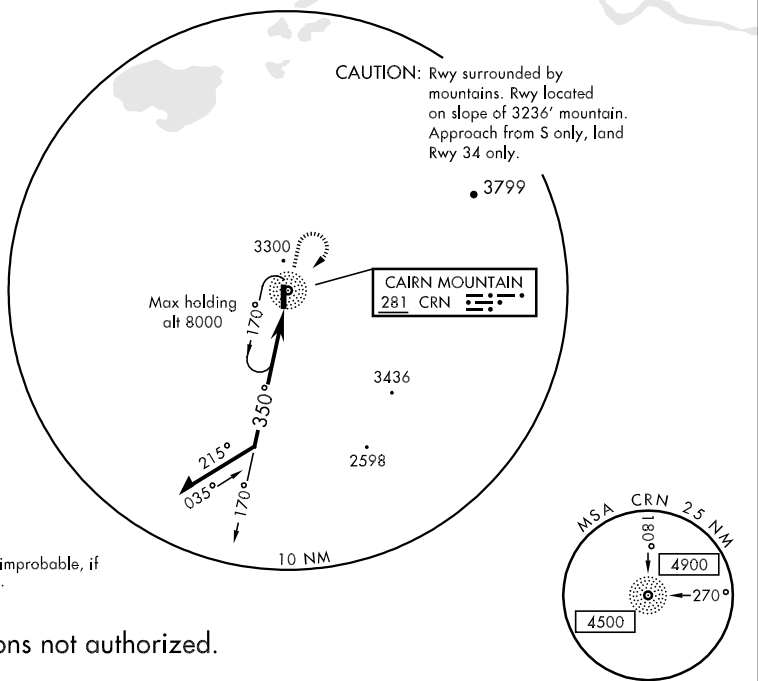 CAUTION: Rwy surrounded by
mountains. Rwy located
on slope of 3236' mountain.
Approach from S only, land
Rwy 34 only.
3799
3300
CAIRN MOUNTAIN
281 CRN
Max holding
alt 8000
170°
350°
3436
2598
215°
035°
170°
10 NM
improbable, if
.
ons not authorized.
MSA CRN 25 NM
180°
4900
270°
4500